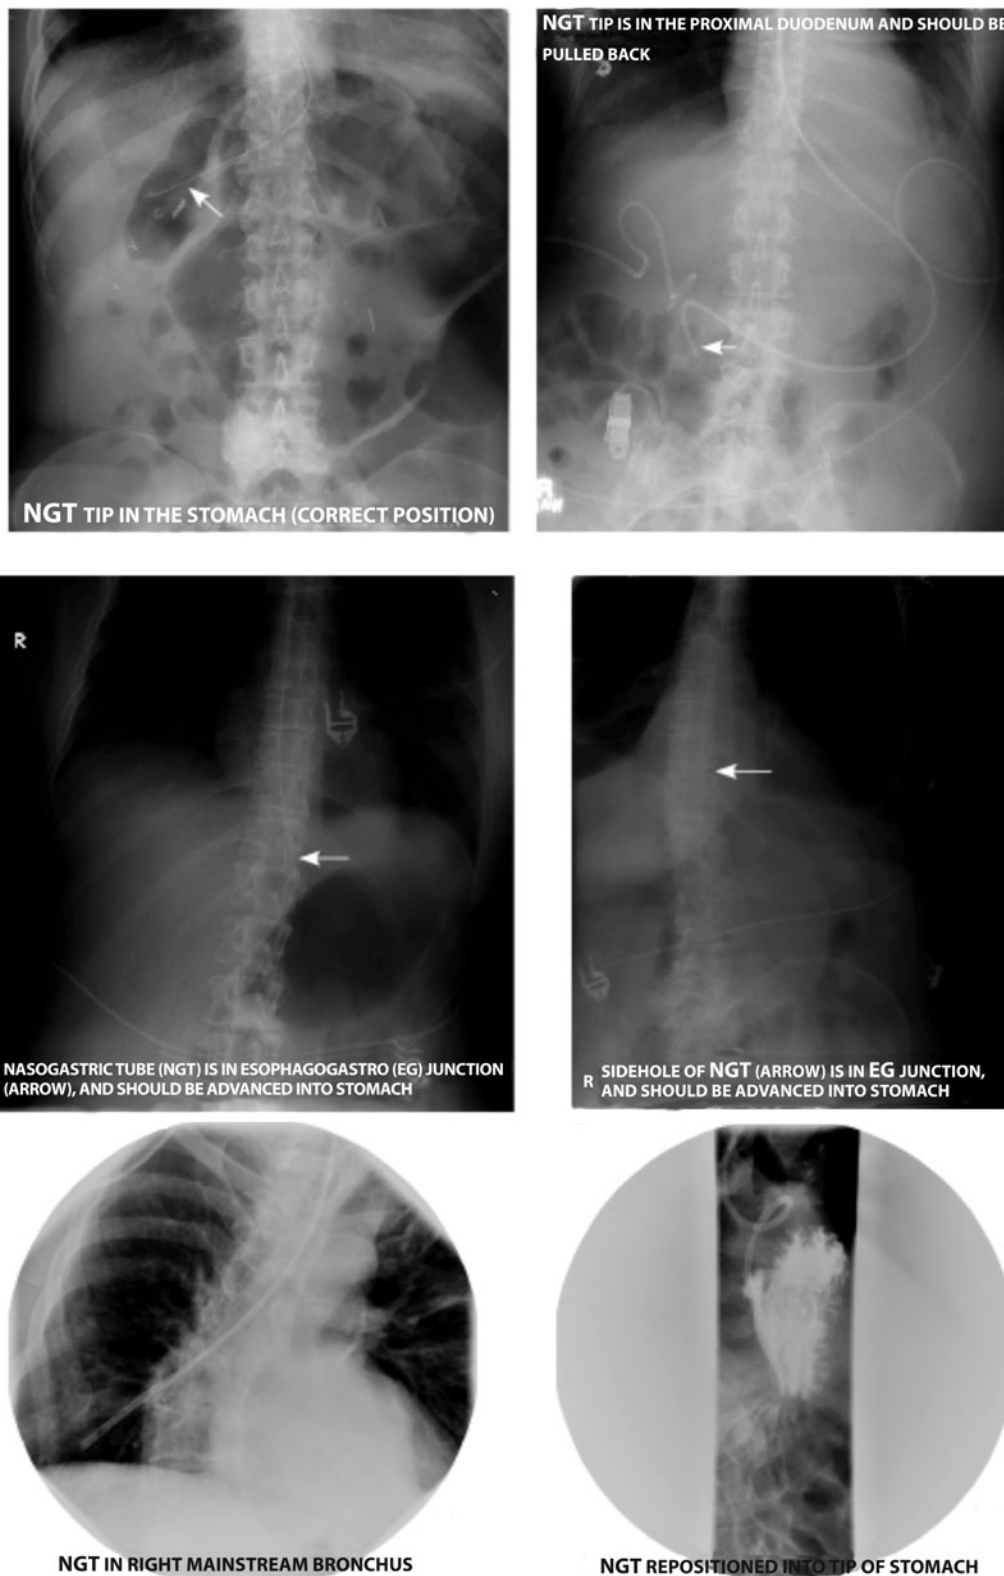 NGT TIP IS IN THE PROXIMAL DUODENUM AND SHOULD BE
PULLED BACK
NGT TIP IN THE STOMACH (CORRECT POSITION)
R
NASOGASTRIC TUBE (NGT) IS IN ESOPHAGOGASTRO (EG) JUNCTION
(ARROW), AND SHOULD BE ADVANCED INTO STOMACH
R SIDEHOLE OF NGT (ARROW) IS IN EG JUNCTION,
AND SHOULD BE ADVANCED INTO STOMACH
NGT IN RIGHT MAINSTREAM BRONCHUS
NGT REPOSITIONED INTO TIP OF STOMACH